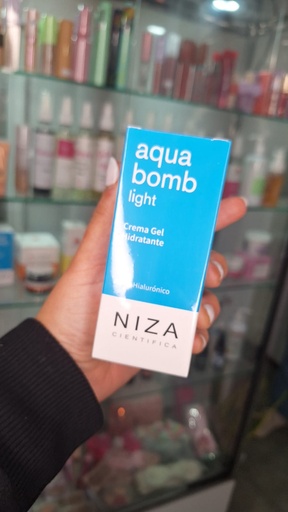 aqua
bomb
light
Crema Gel
Hidratante
Hialurónico
NIZA
CIENTIFICA